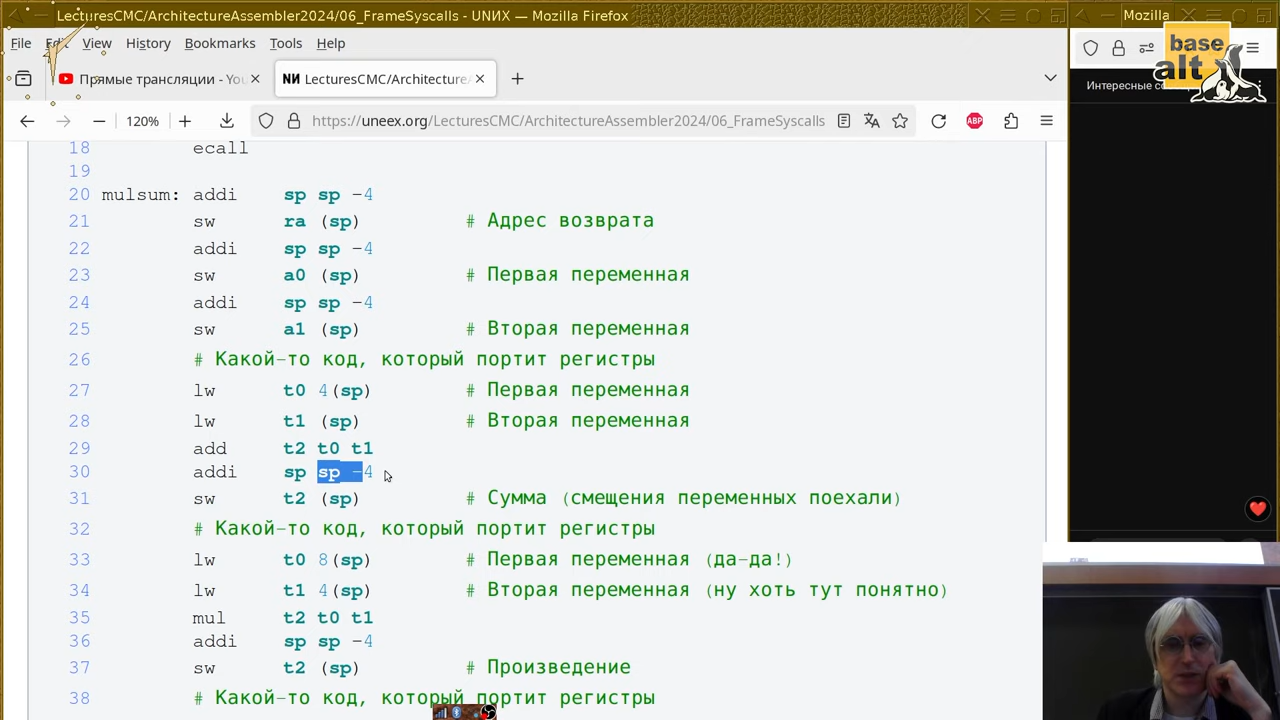 LecturesCMC/ArchitectureAssembler2024/06_FrameSyscalls - UNИX — Mozilla Firefox
Mozilla
File Edit View History Bookmarks Tools Help
base
alt
Прямые трансляции - You
NИ LecturesCMC/Architecture
Интересные со
120%
https://uneex.org/LecturesCMC/ArchitectureAssembler2024/06_FrameSyscalls
ABP
18 ecall
19
20 mulsum: addi sp sp -4
21 sw ra (sp) # Адрес возврата
22 addi sp sp -4
23 sw a0 (sp) # Первая переменная
24 addi sp sp -4
25 sw a1 (sp) # Вторая переменная
26 # Какой-то код, который портит регистры
27 lw t0 4(sp) # Первая переменная
28 lw t1 (sp) # Вторая переменная
29 add t2 t0 t1
30 addi sp sp -4
31 sw t2 (sp) # Сумма (смещения переменных поехали)
32 # Какой-то код, который портит регистры
33 lw t0 8(sp) # Первая переменная (да-да!)
34 lw t1 4(sp) # Вторая переменная (ну хоть тут понятно)
35 mul t2 t0 t1
36 addi sp sp -4
37 sw t2 (sp) # Произведение
38 # Какой-то код, который портит регистры